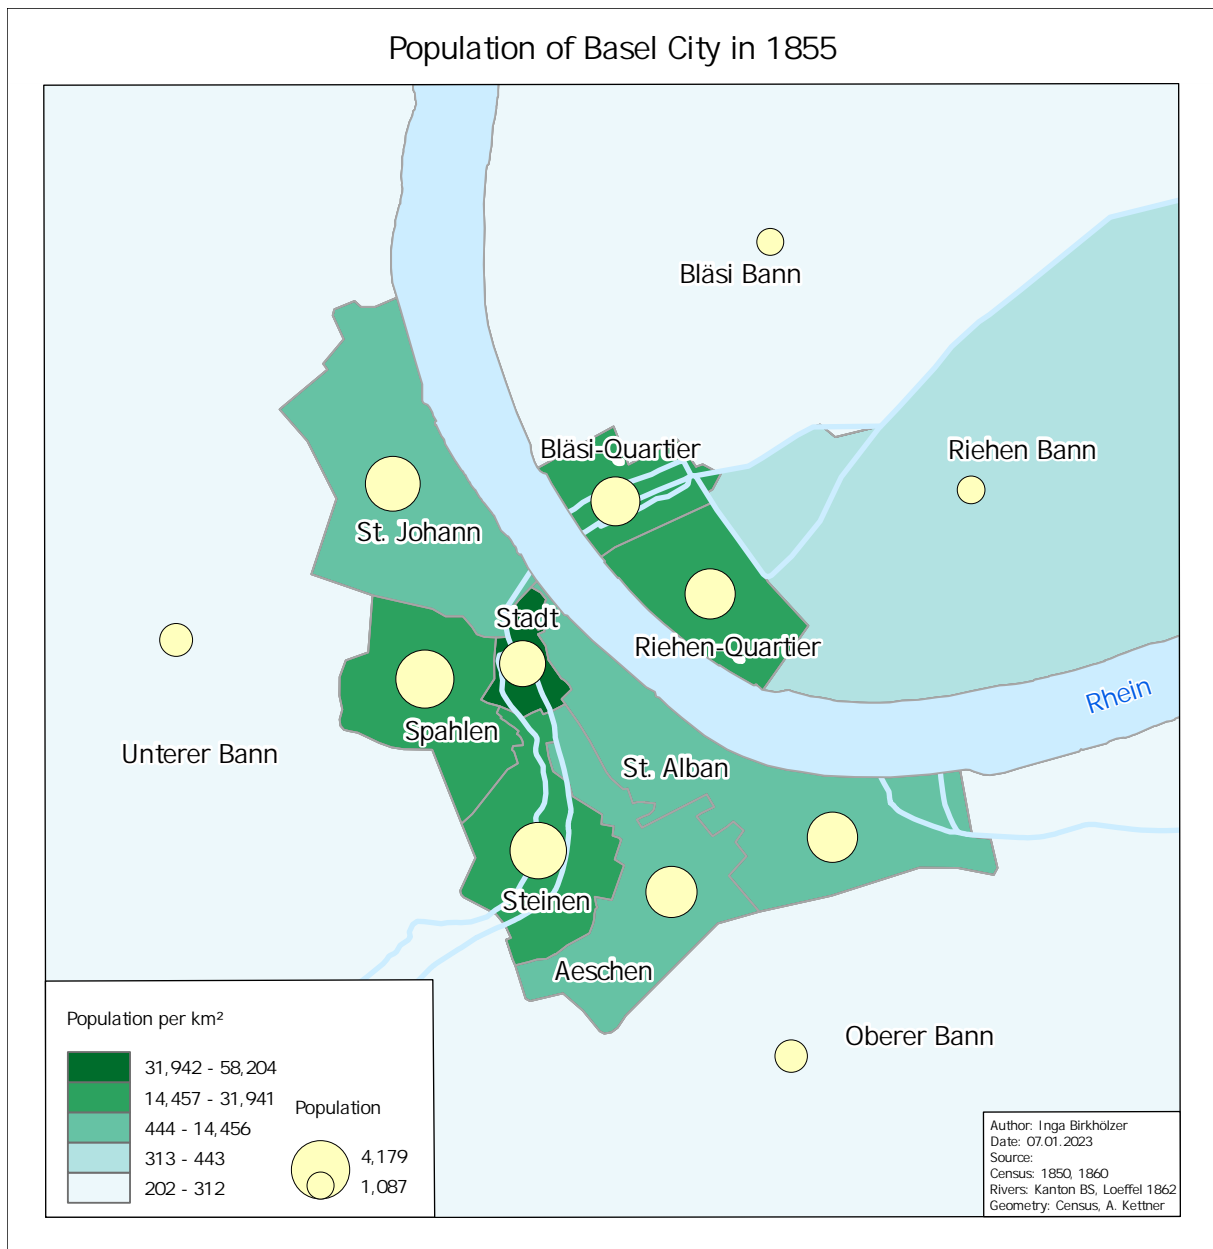 Population of Basel City in 1855
Bläsi Bann
Bläsi-Quartier
Riehen Bann
St. Johann
Stadt
Riehen-Quartier
Rhein
Spahlen
Unterer Bann
St. Alban
Steinen
Aeschen
Oberer Bann
Population per km²
31,942 - 58,204
14,457 - 31,941
444 - 14,456
313 - 443
202 - 312
Population
4,179
1,087
Author: Inga Birkhölzer
Date: 07.01.2023
Source:
Census: 1850, 1860
Rivers: Kanton BS, Loeffel 1862
Geometry: Census, A. Kettner